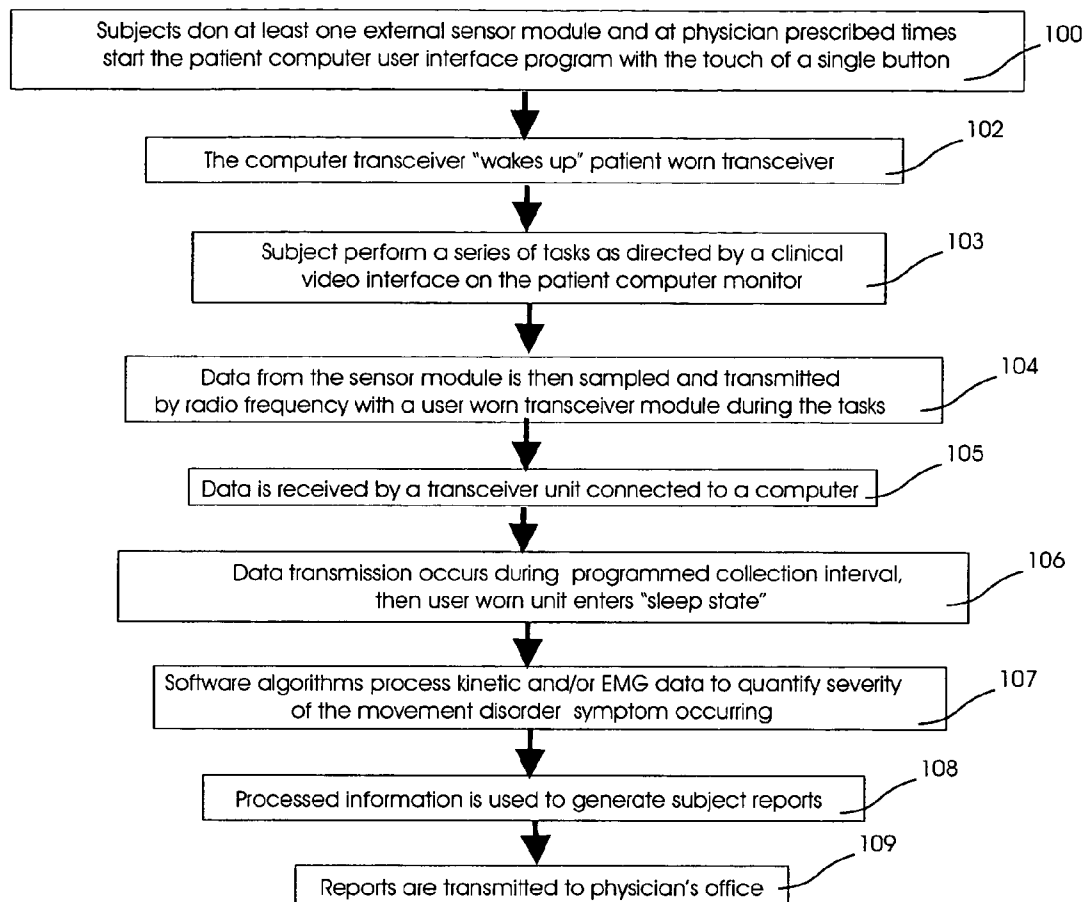 Subjects don at least one external sensor module and at physician prescribed times
start the patient computer user interface program with the touch of a single button
100
102
The computer transceiver "wakes up" patient worn transceiver
103
Subject perform a series of tasks as directed by a clinical
video interface on the patient computer monitor
104
Data from the sensor module is then sampled and transmitted
by radio frequency with a user worn transceiver module during the tasks
105
Data is received by a transceiver unit connected to a computer
106
Data transmission occurs during programmed collection interval,
then user worn unit enters "sleep state"
107
Software algorithms process kinetic and/or EMG data to quantify severity
of the movement disorder symptom occurring
108
Processed information is used to generate subject reports
109
Reports are transmitted to physician's office